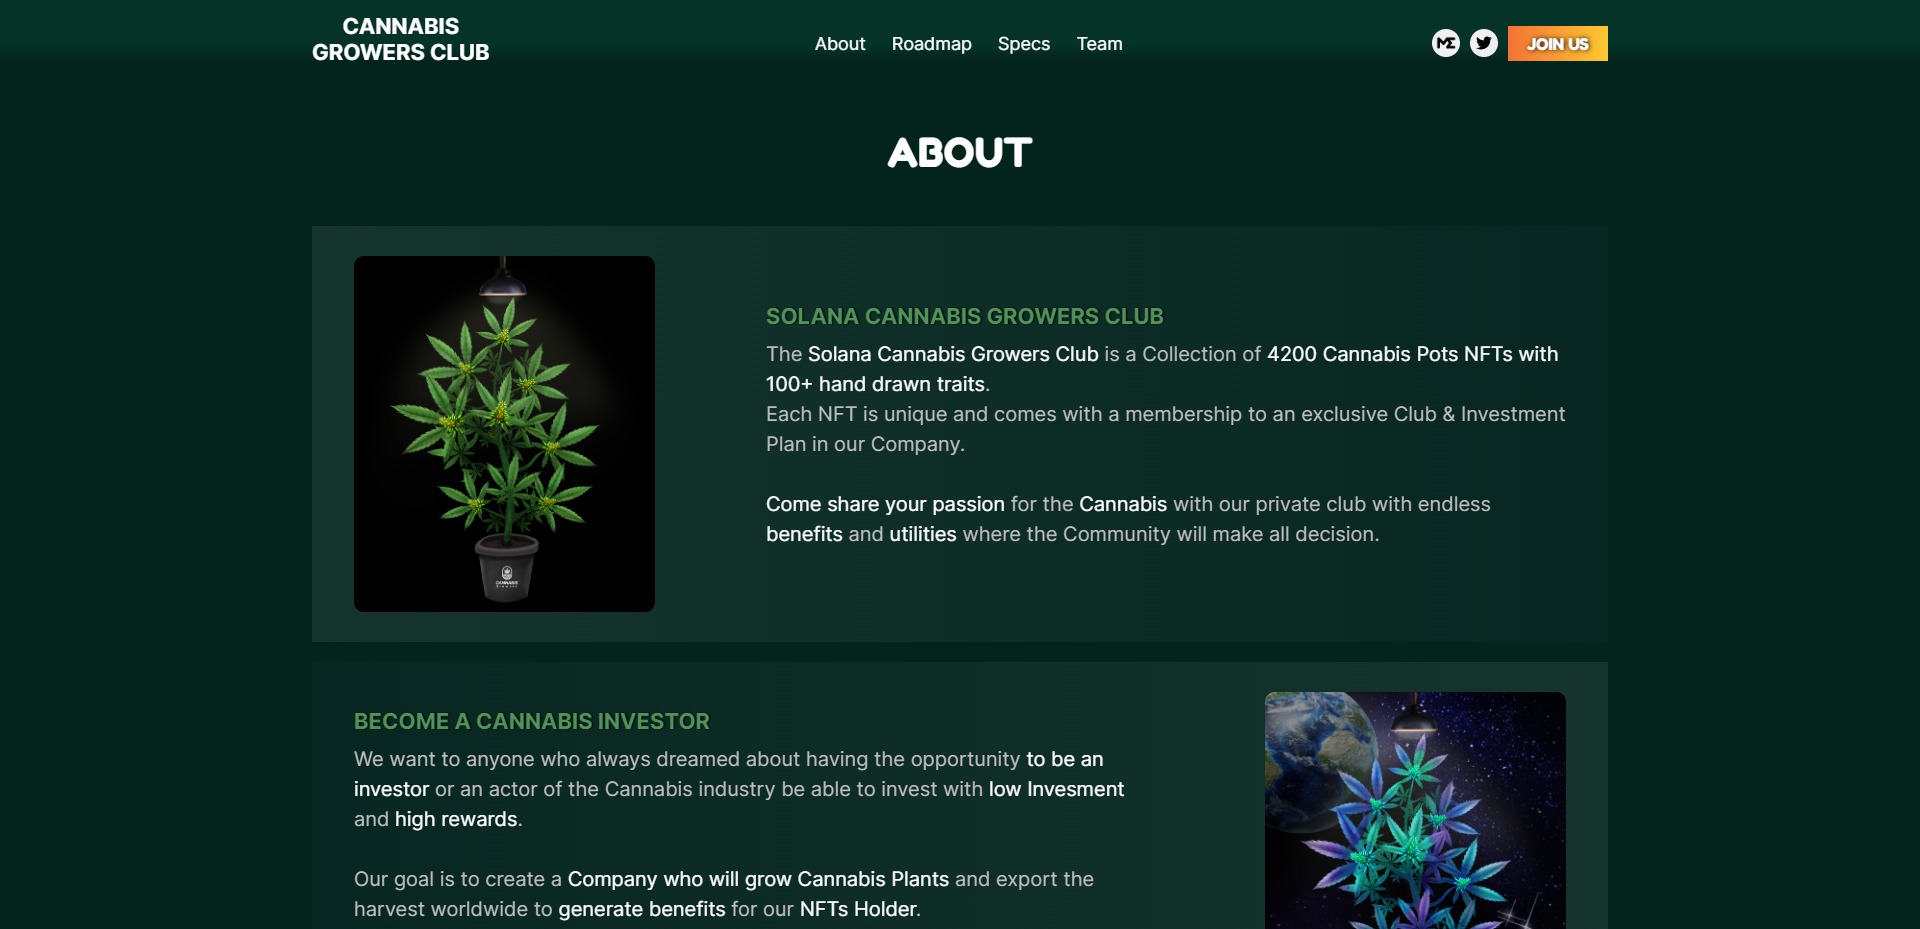 CANNABIS
GROWERS CLUB
About Roadmap Specs Team
ME
JOIN US
ABOUT
SOLANA CANNABIS GROWERS CLUB
The Solana Cannabis Growers Club is a Collection of 4200 Cannabis Pots NFTs with
100+ hand drawn traits.
Each NFT is unique and comes with a membership to an exclusive Club & Investment
Plan in our Company.
Come share your passion for the Cannabis with our private club with endless
benefits and utilities where the Community will make all decision.
CANNABIS
BECOME A CANNABIS INVESTOR
We want to anyone who always dreamed about having the opportunity to be an
investor or an actor of the Cannabis industry be able to invest with low Invesment
and high rewards.
Our goal is to create a Company who will grow Cannabis Plants and export the
harvest worldwide to generate benefits for our NFTs Holder.